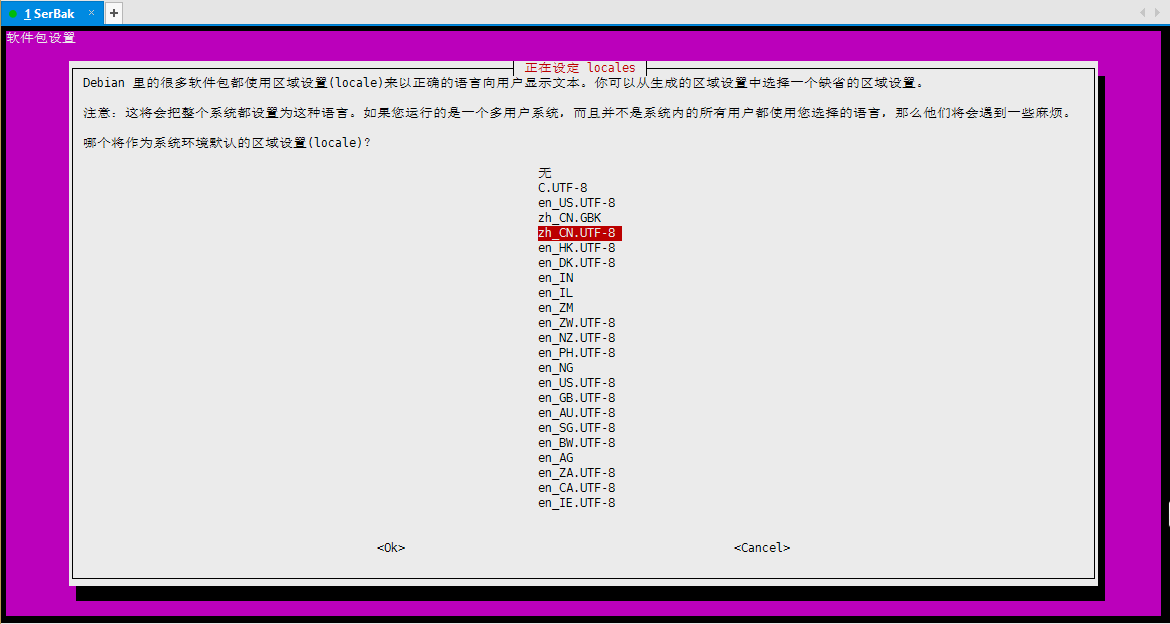 1 SerBak × +
软件包设置
正在设定 locales
Debian 里的很多软件包都使用区域设置(locale)来以正确的语言向用户显示文本。你可以从生成的区域设置中选择一个缺省的区域设置。
注意：这将会把整个系统都设置为这种语言。如果您运行的是一个多用户系统，而且并不是系统内的所有用户都使用您选择的语言，那么他们将会遇到一些麻烦。
哪个将作为系统环境默认的区域设置(locale)?
无
C.UTF-8
en_US.UTF-8
zh_CN.GBK
zh_CN.UTF-8
en_HK.UTF-8
en_DK.UTF-8
en_IN
en_IL
en_ZM
en_ZW.UTF-8
en_NZ.UTF-8
en_PH.UTF-8
en_NG
en_US.UTF-8
en_GB.UTF-8
en_AU.UTF-8
en_SG.UTF-8
en_BW.UTF-8
en_AG
en_ZA.UTF-8
en_CA.UTF-8
en_IE.UTF-8
<Ok> <Cancel>